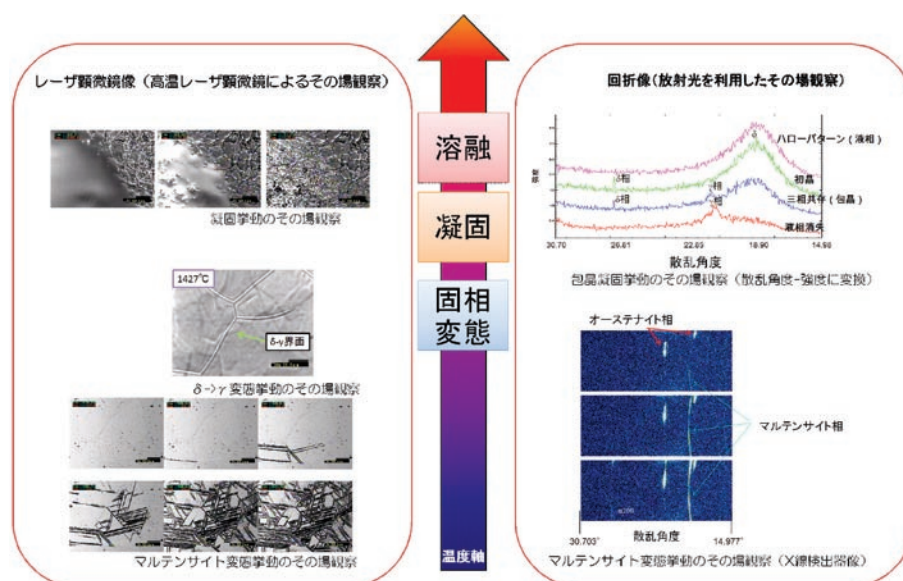 レーザ顕微鏡像（高温レーザ顕微鏡によるその場観察）
凝固挙動のその場観察
1427℃
δ-γ界面
δ->γ 変態挙動のその場観察
マルテンサイト変態挙動のその場観察
溶融
凝固
固相
変態
温度軸
回折像（放射光を利用したその場観察）
強度
ハローパターン（液相）
δ相
初晶
δ相
相
三相共存（包晶）
液相消失
30.70
26.81
22.89
18.90
14.98
散乱角度
包晶凝固挙動のその場観察（散乱角度-強度に変換）
オーステナイト相
マルテンサイト相
30.703°
散乱角度
14.977°
マルテンサイト変態挙動のその場観察（X線検出器像）